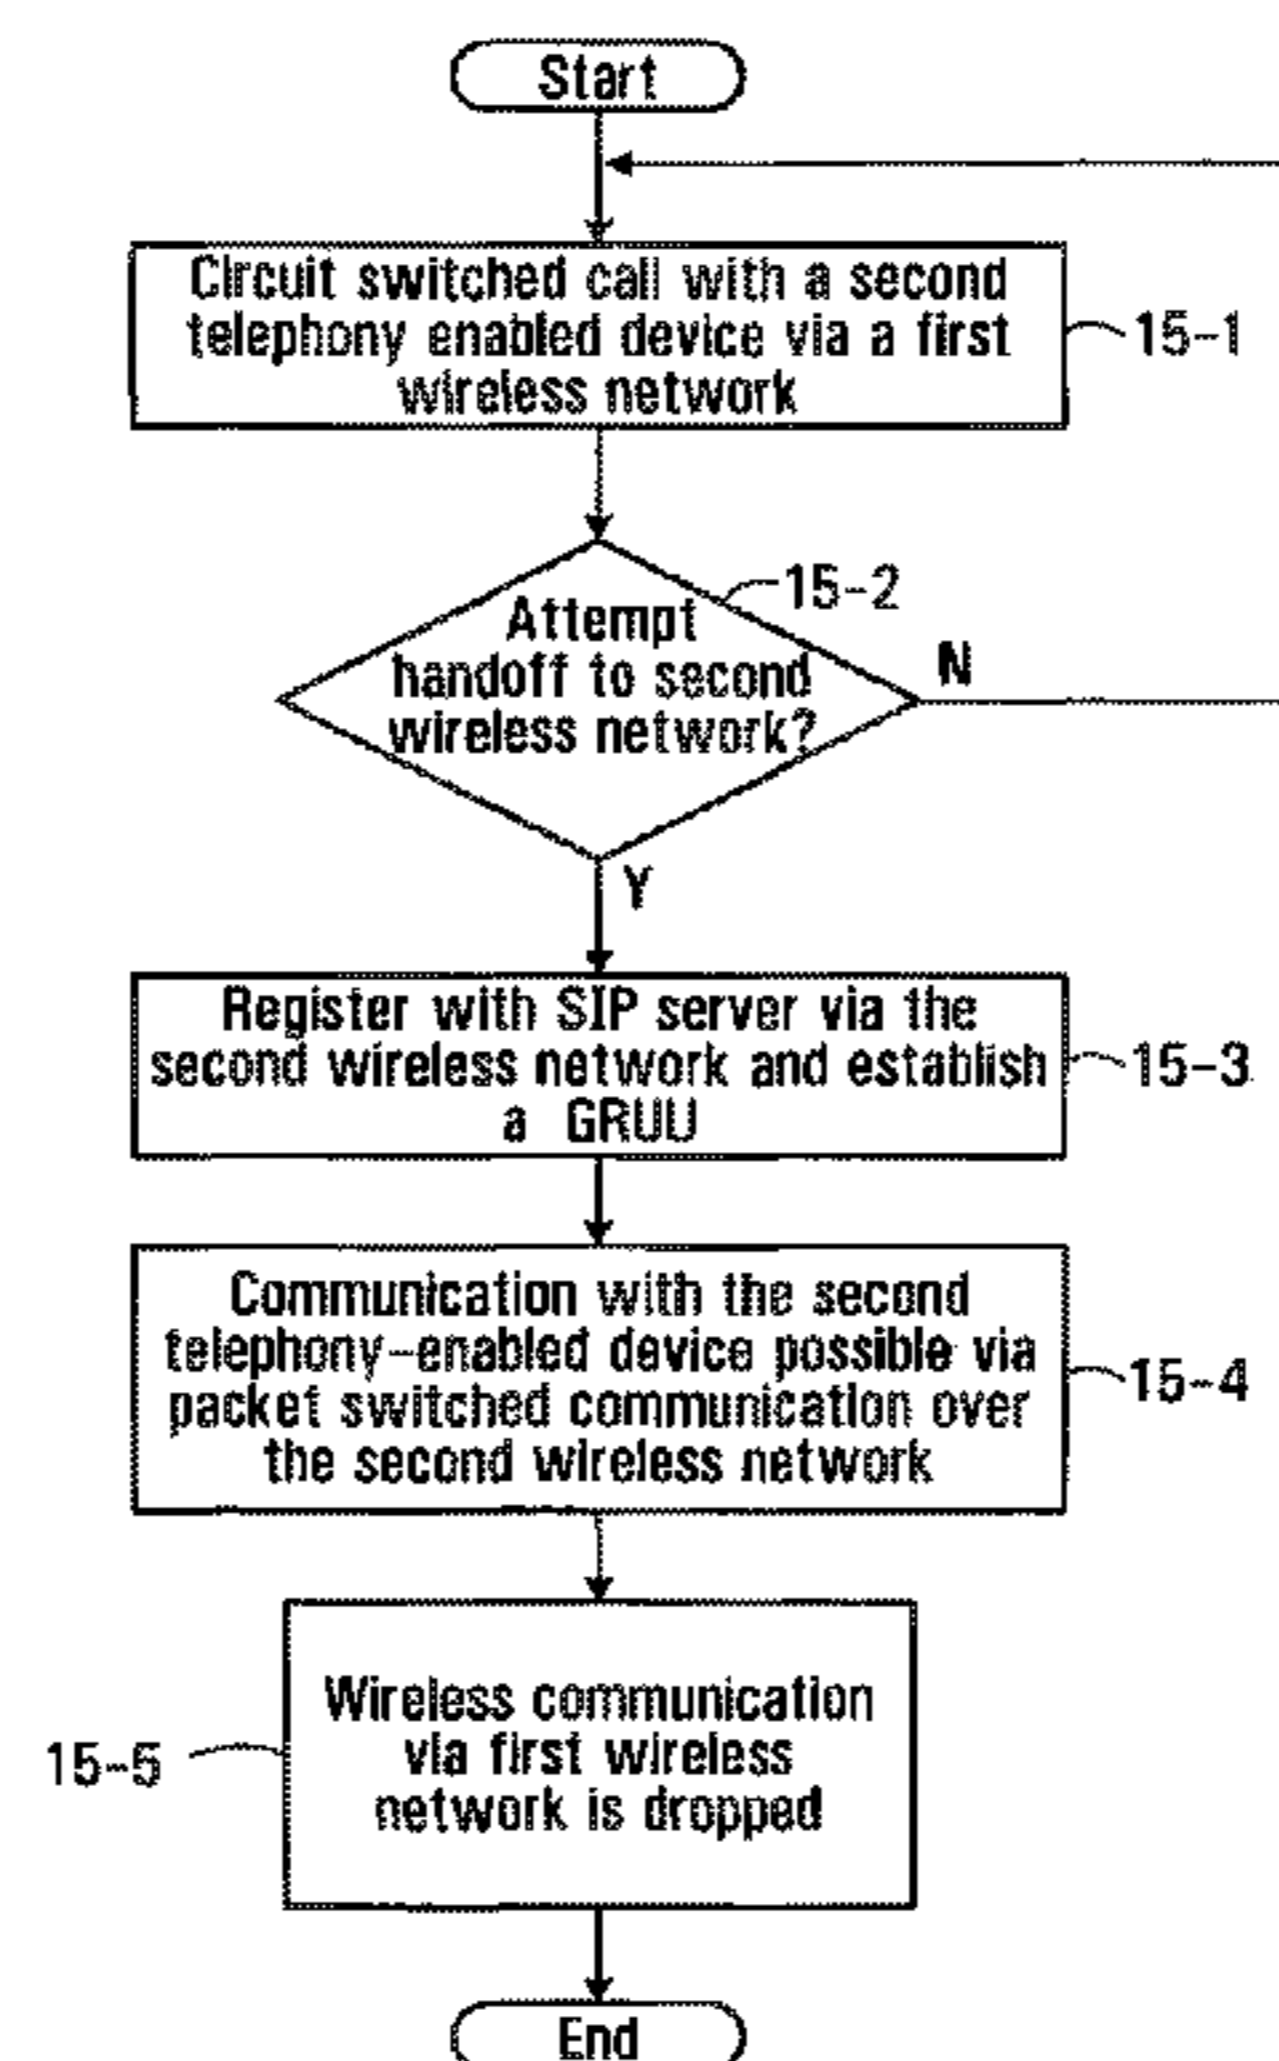 Start
Circuit switched call with a second
telephony enabled device via a first
wireless network
15-1
15-2
Attempt
handoff to second
wireless network?
N
Y
Register with SIP server via the
second wireless network and establish
a GRUU
15-3
Communication with the second
telephony-enabled device possible via
packet switched communication over
the second wireless network
15-4
Wireless communication
via first wireless
network is dropped
15-5
End